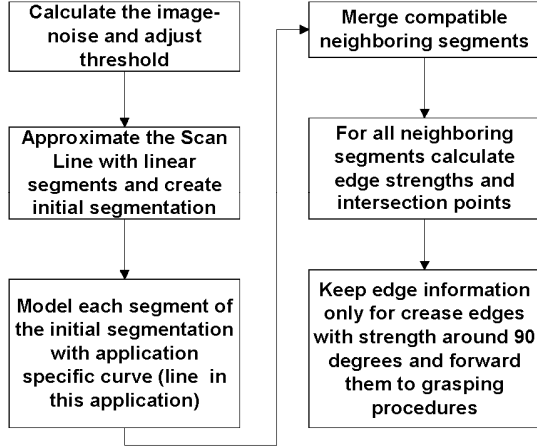 Calculate the image-
noise and adjust
threshold
Approximate the Scan
Line with linear
segments and create
initial segmentation
Model each segment of
the initial segmentation
with application
specific curve (line in
this application)
Merge compatible
neighboring segments
For all neighboring
segments calculate
edge strengths and
intersection points
Keep edge information
only for crease edges
with strength around 90
degrees and forward
them to grasping
procedures